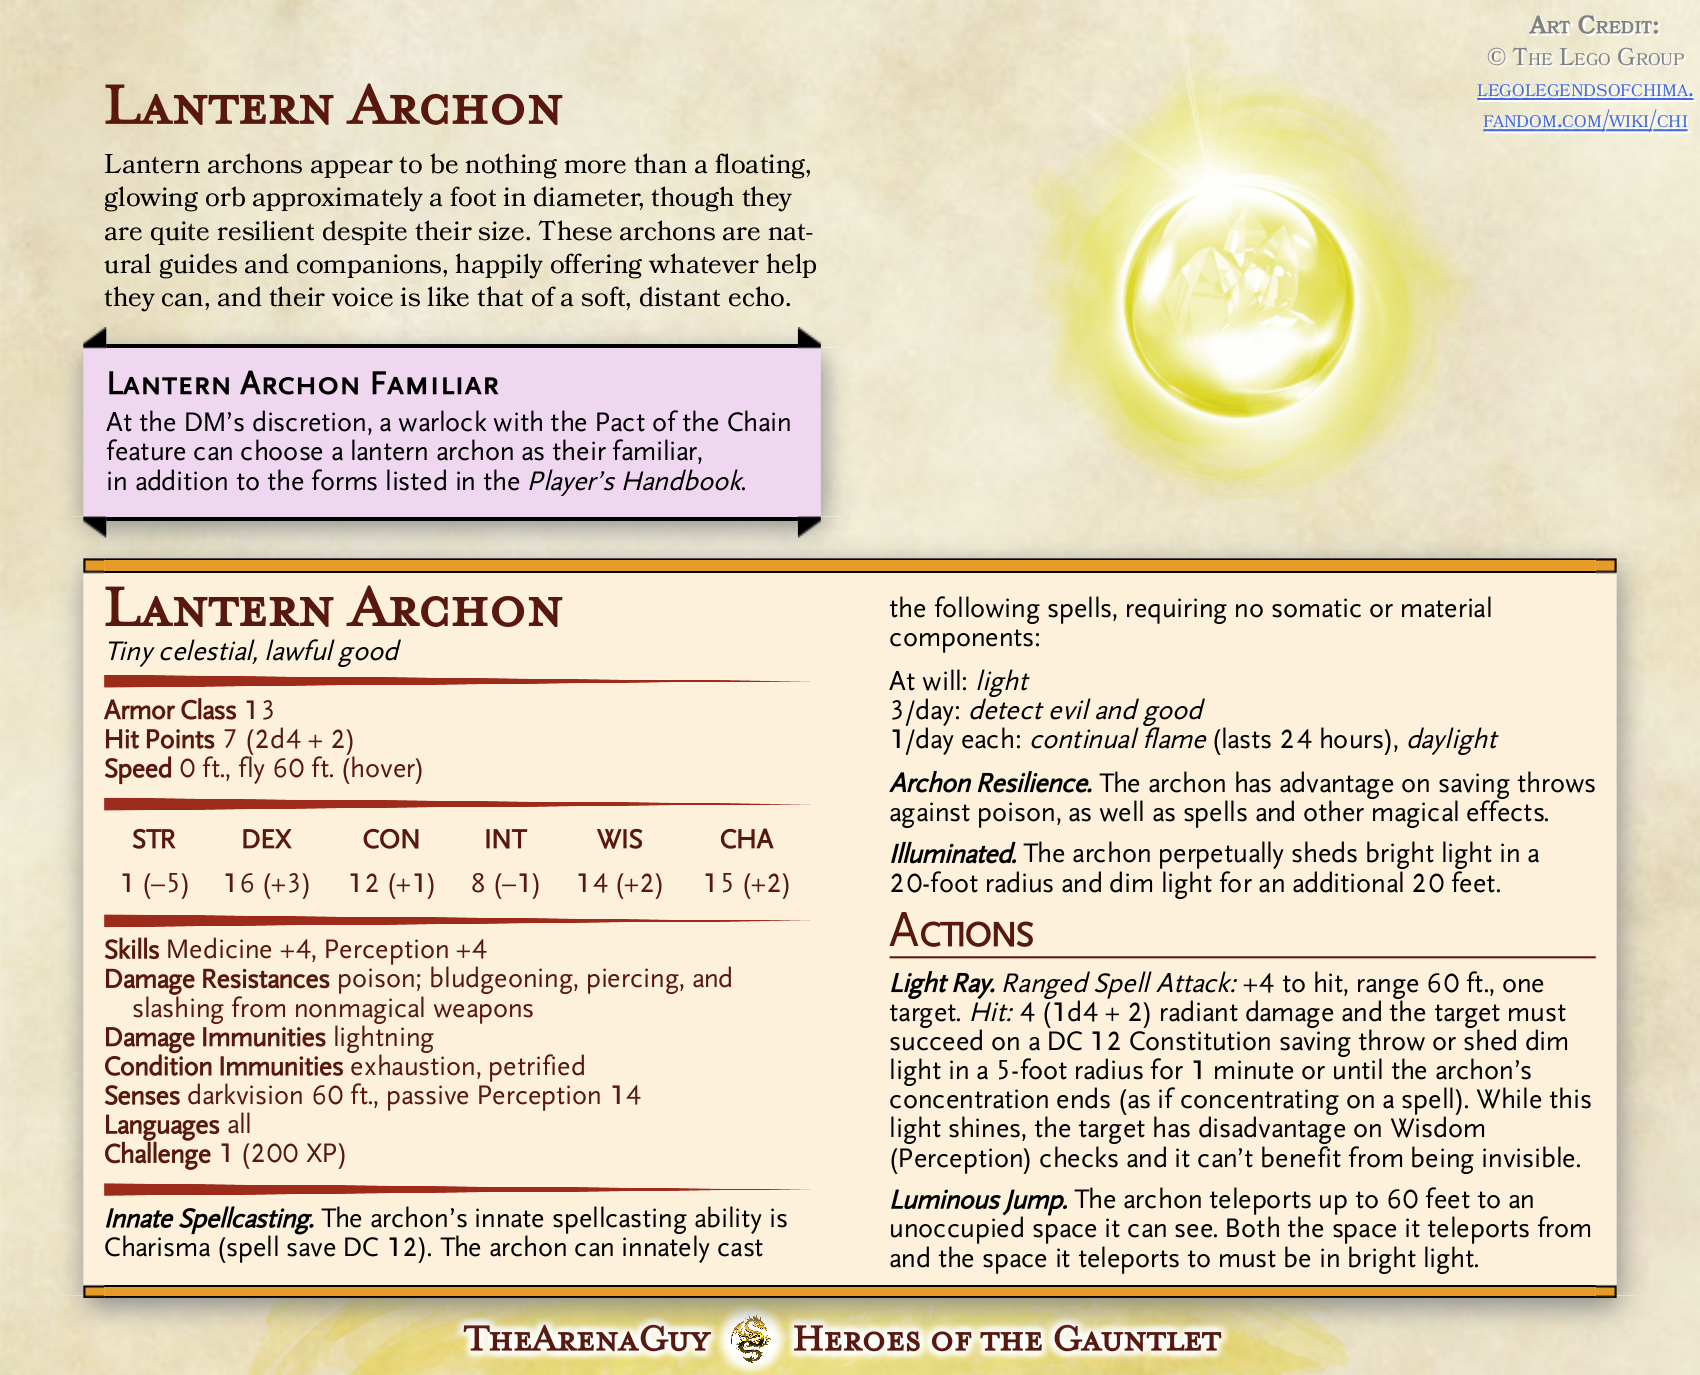 Art Credit:
© The Lego Group
legolegendsofchima.
fandom.com/wiki/chi
Lantern Archon
Lantern archons appear to be nothing more than a floating,
glowing orb approximately a foot in diameter, though they
are quite resilient despite their size. These archons are nat-
ural guides and companions, happily offering whatever help
they can, and their voice is like that of a soft, distant echo.
Lantern Archon Familiar
At the DM's discretion, a warlock with the Pact of the Chain
feature can choose a lantern archon as their familiar,
in addition to the forms listed in the Player's Handbook.
Lantern Archon
Tiny celestial, lawful good
Armor Class 13
Hit Points 7 (2d4 + 2)
Speed 0 ft., fly 60 ft. (hover)
STR DEX CON INT WIS CHA
1 (–5) 16 (+3) 12 (+1) 8 (–1) 14 (+2) 15 (+2)
Skills Medicine +4, Perception +4
Damage Resistances poison; bludgeoning, piercing, and
slashing from nonmagical weapons
Damage Immunities lightning
Condition Immunities exhaustion, petrified
Senses darkvision 60 ft., passive Perception 14
Languages all
Challenge 1 (200 XP)
Innate Spellcasting. The archon's innate spellcasting ability is
Charisma (spell save DC 12). The archon can innately cast
the following spells, requiring no somatic or material
components:
At will: light
3/day: detect evil and good
1/day each: continual flame (lasts 24 hours), daylight
Archon Resilience. The archon has advantage on saving throws
against poison, as well as spells and other magical effects.
Illuminated. The archon perpetually sheds bright light in a
20-foot radius and dim light for an additional 20 feet.
Actions
Light Ray. Ranged Spell Attack: +4 to hit, range 60 ft., one
target. Hit: 4 (1d4 + 2) radiant damage and the target must
succeed on a DC 12 Constitution saving throw or shed dim
light in a 5-foot radius for 1 minute or until the archon's
concentration ends (as if concentrating on a spell). While this
light shines, the target has disadvantage on Wisdom
(Perception) checks and it can't benefit from being invisible.
Luminous Jump. The archon teleports up to 60 feet to an
unoccupied space it can see. Both the space it teleports from
and the space it teleports to must be in bright light.
TheArenaGuy Heroes of the Gauntlet